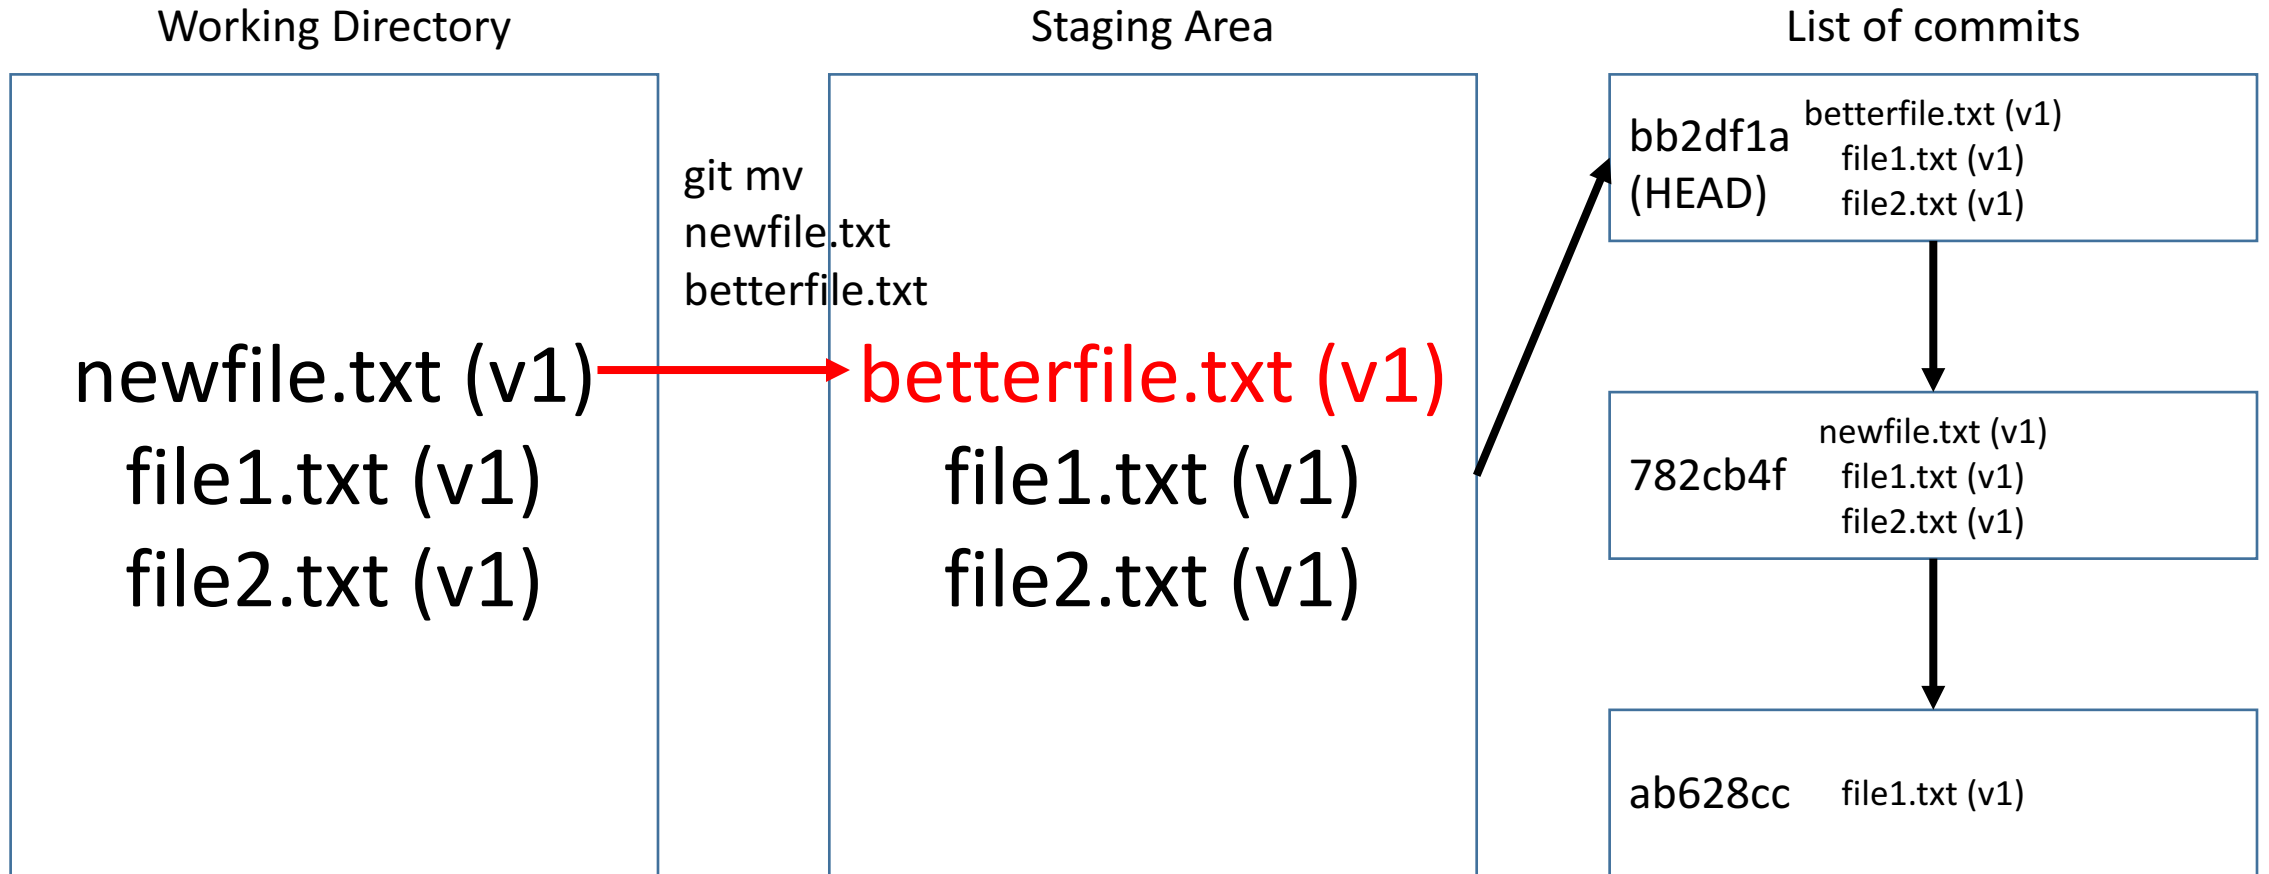 Working Directory
Staging Area
List of commits
git mv
newfile.txt
betterfile.txt
newfile.txt (v1)
file1.txt (v1)
file2.txt (v1)
betterfile.txt (v1)
file1.txt (v1)
file2.txt (v1)
bb2df1a
(HEAD)
betterfile.txt (v1)
file1.txt (v1)
file2.txt (v1)
782cb4f
newfile.txt (v1)
file1.txt (v1)
file2.txt (v1)
ab628cc
file1.txt (v1)